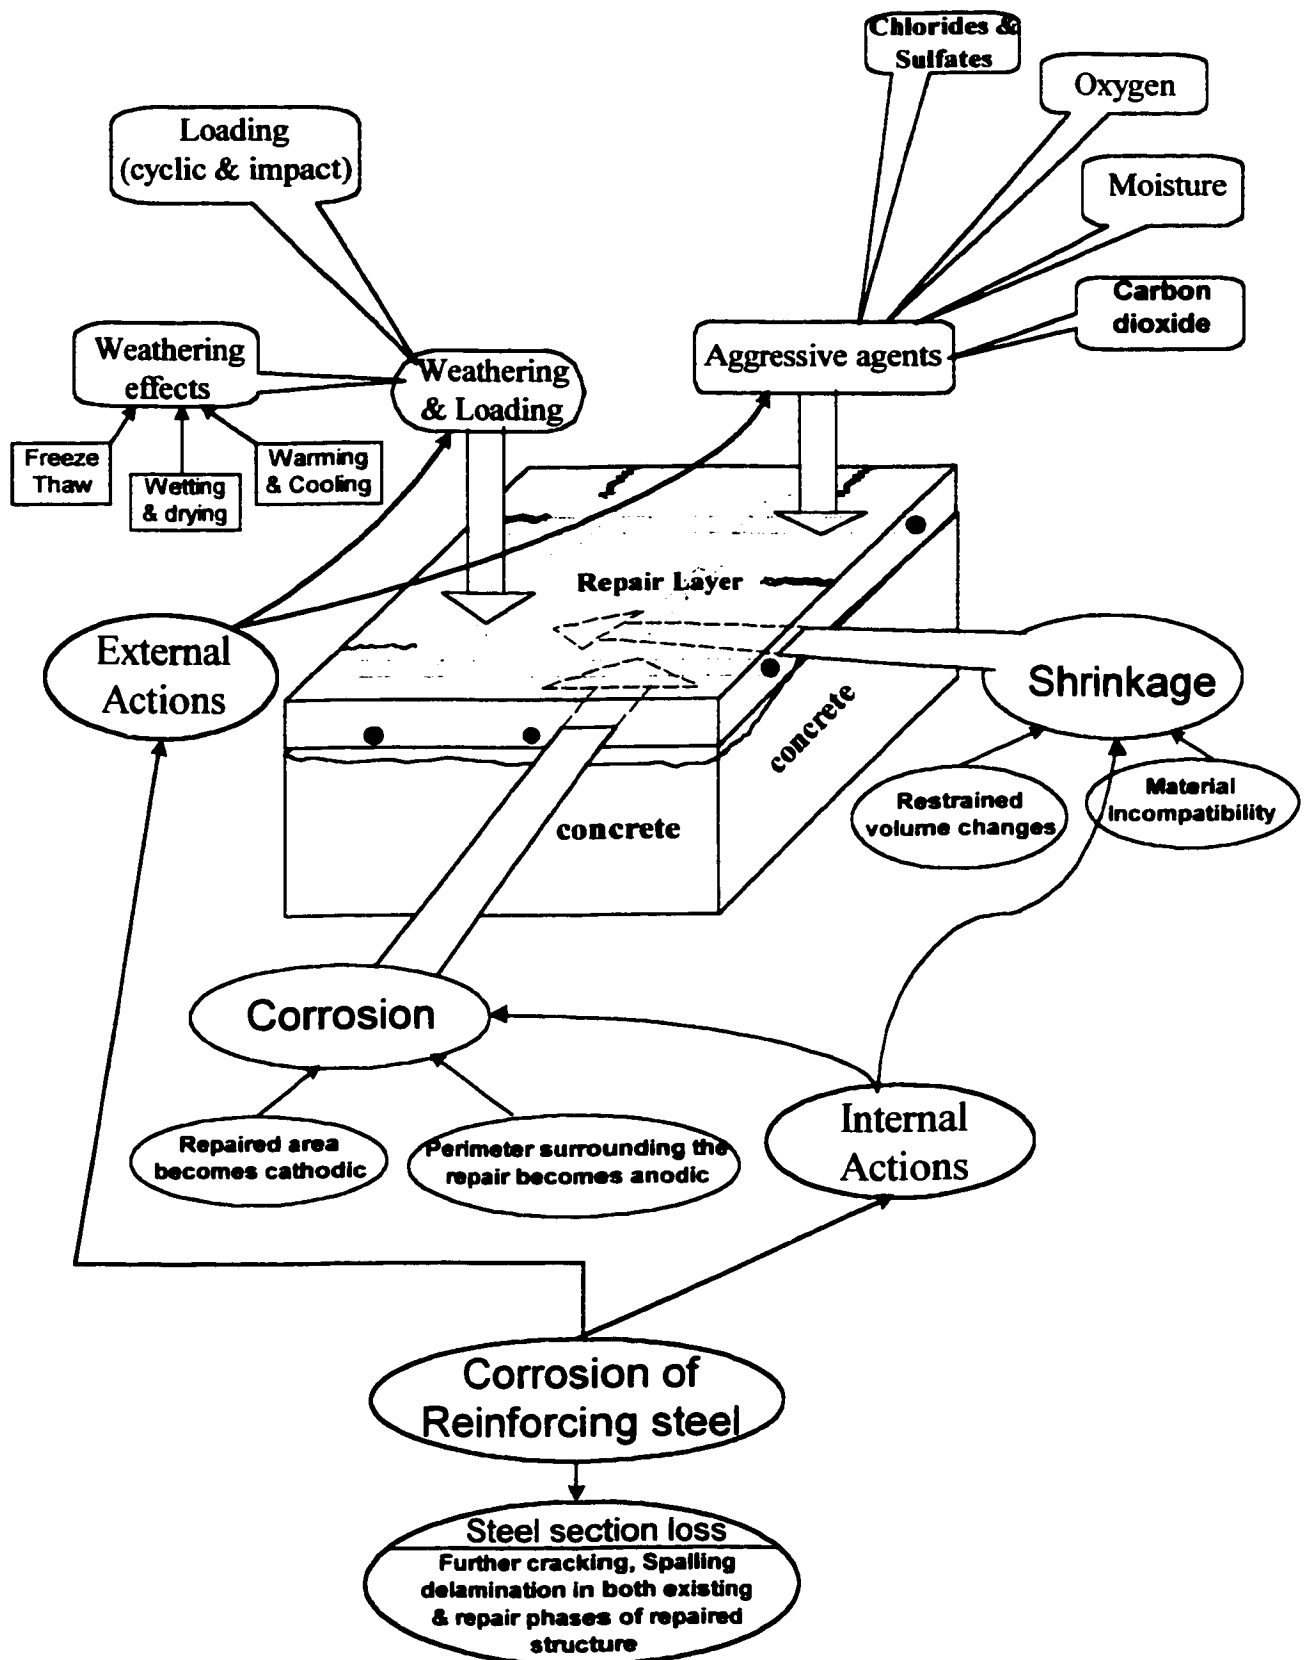 Chlorides &
Sulfates
Oxygen
Loading
(cyclic & impact)
Moisture
Carbon
dioxide
Weathering
effects
Weathering
& Loading
Aggressive agents
Freeze
Thaw
Wetting
& drying
Warming
& Cooling
Repair Layer
External
Actions
Shrinkage
concrete
concrete
Restrained
volume changes
Material
incompatibility
Corrosion
Repaired area
becomes cathodic
Perimeter surrounding the
repair becomes anodic
Internal
Actions
Corrosion of
Reinforcing steel
Steel section loss
Further cracking, Spalling
delamination in both existing
& repair phases of repaired
structure